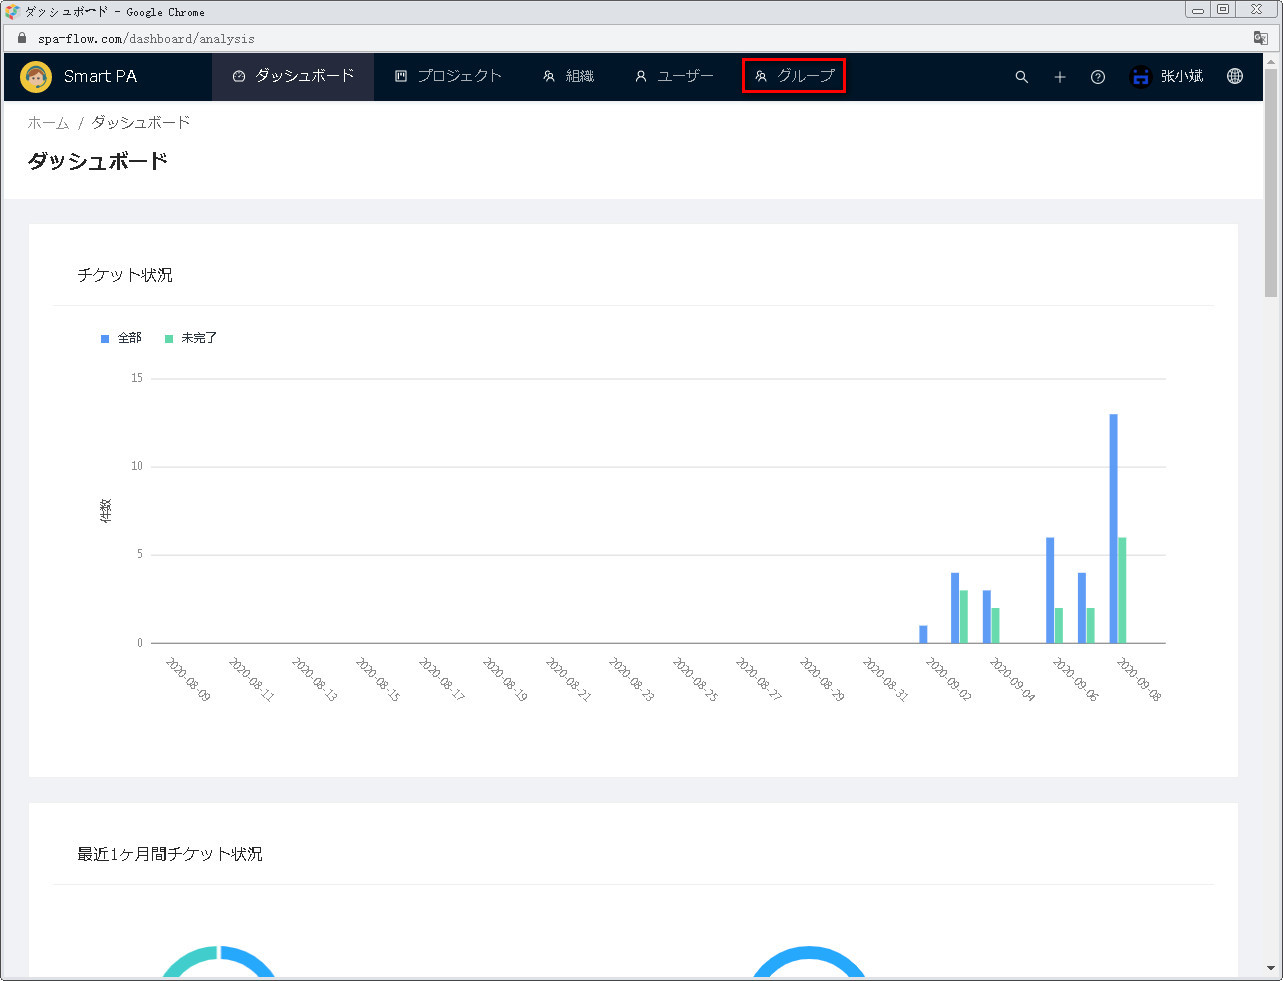 ダッシュボード - Google Chrome
spa-flow.com/dashboard/analysis
Smart PA ダッシュボード プロジェクト 組織 ユーザー グループ 张小斌
ホーム / ダッシュボード
ダッシュボード
チケット状況
全部 未完了
15
10
件数
5
0
2020-08-09 2020-08-11 2020-08-13 2020-08-15 2020-08-17 2020-08-19 2020-08-21 2020-08-23 2020-08-25 2020-08-27 2020-08-29 2020-08-31 2020-09-02 2020-09-04 2020-09-06 2020-09-08
最近1ヶ月間チケット状況